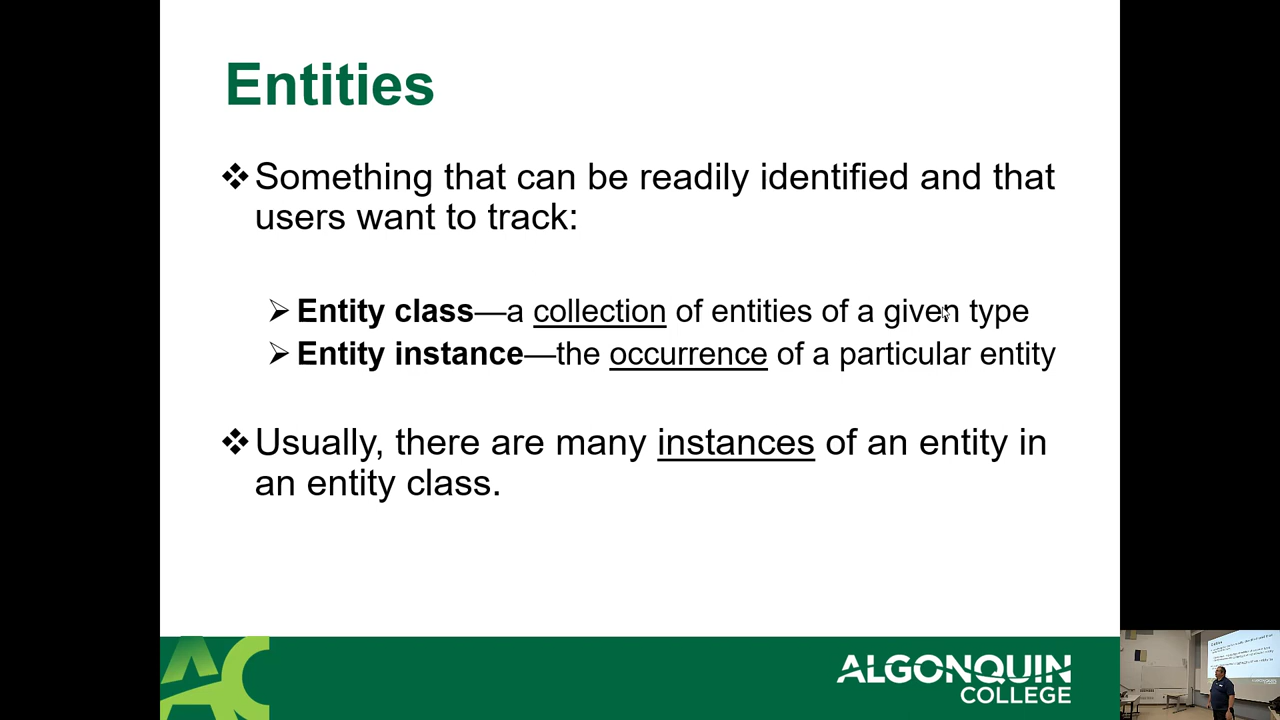 Entities
❖Something that can be readily identified and that
users want to track:
➢Entity class—a collection of entities of a given type
➢Entity instance—the occurrence of a particular entity
❖Usually, there are many instances of an entity in
an entity class.
AC
ALGONQUIN
COLLEGE